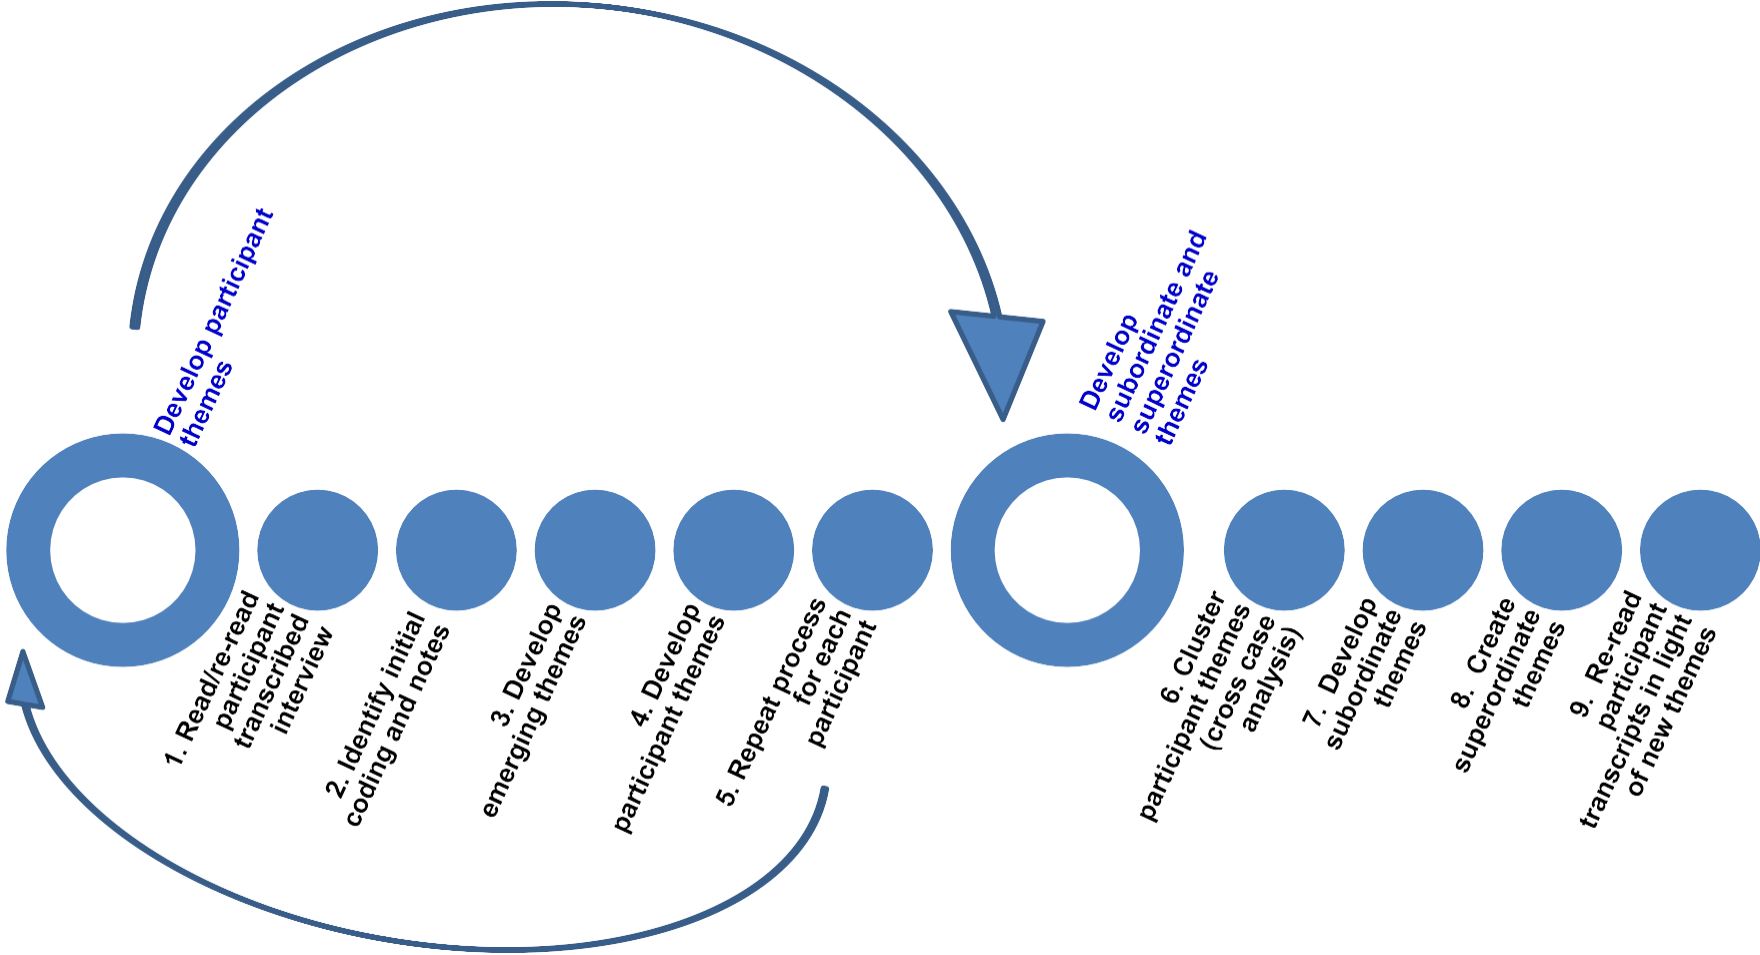 Develop participant
themes
1. Read/re-read
participant
transcribed
interview
2. Identify initial
coding and notes
3. Develop
emerging themes
4. Develop
participant themes
5. Repeat process
for each
participant
Develop
subordinate and
superordinate
themes
6. Cluster
participant themes
(cross case
analysis)
7. Develop
subordinate
themes
8. Create
superordinate
themes
9. Re-read
participant
transcripts in light
of new themes